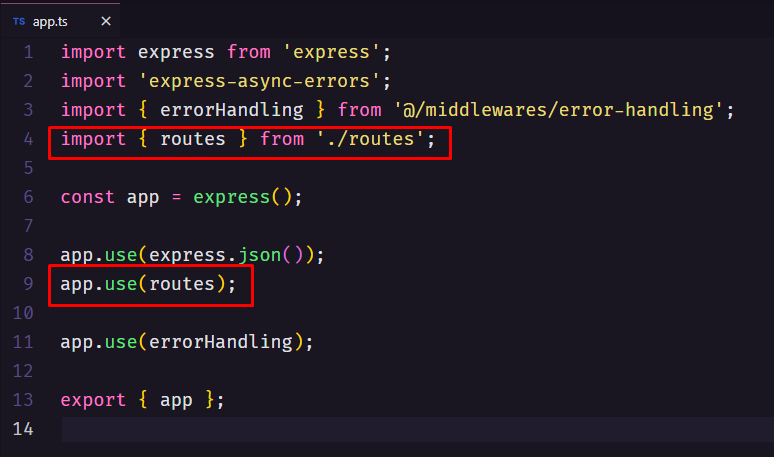 TS app.ts ×
1 import express from 'express';
2 import 'express-async-errors';
3 import { errorHandling } from '@/middlewares/error-handling';
4 import { routes } from './routes';
5
6 const app = express();
7
8 app.use(express.json());
9 app.use(routes);
10
11 app.use(errorHandling);
12
13 export { app };
14